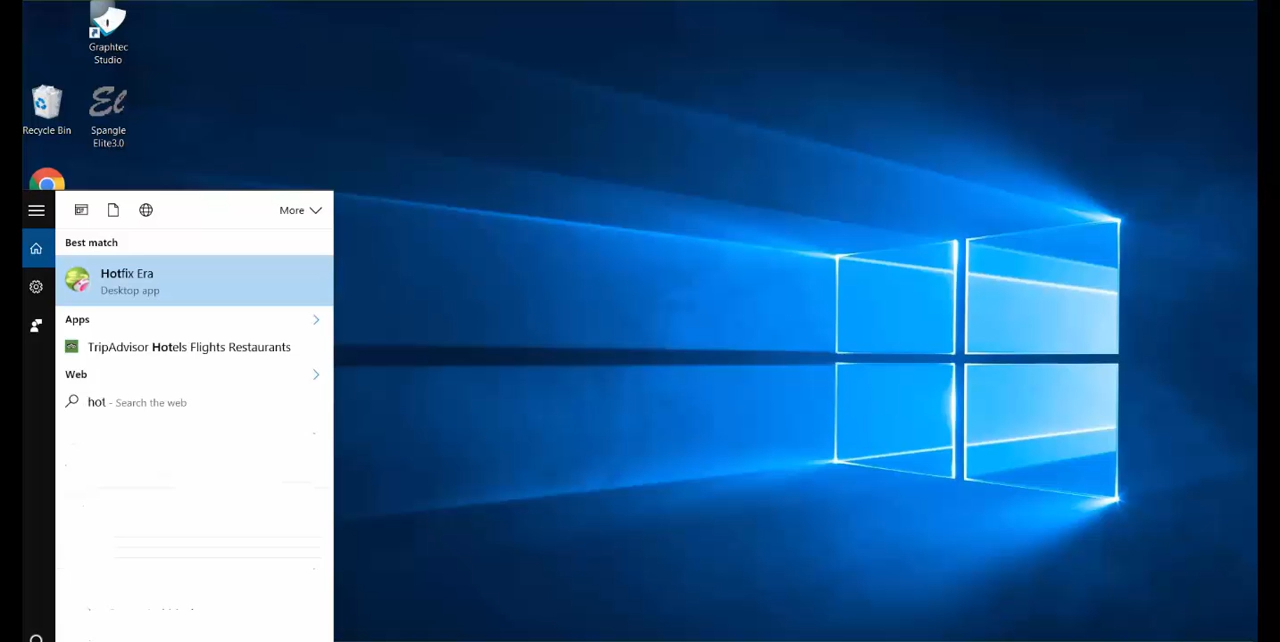 Graphtec
Studio
Recycle Bin
El
Spangle
Elite3.0
More
Best match
Hotfix Era
Desktop app
Apps
TripAdvisor Hotels Flights Restaurants
Web
hot - Search the web